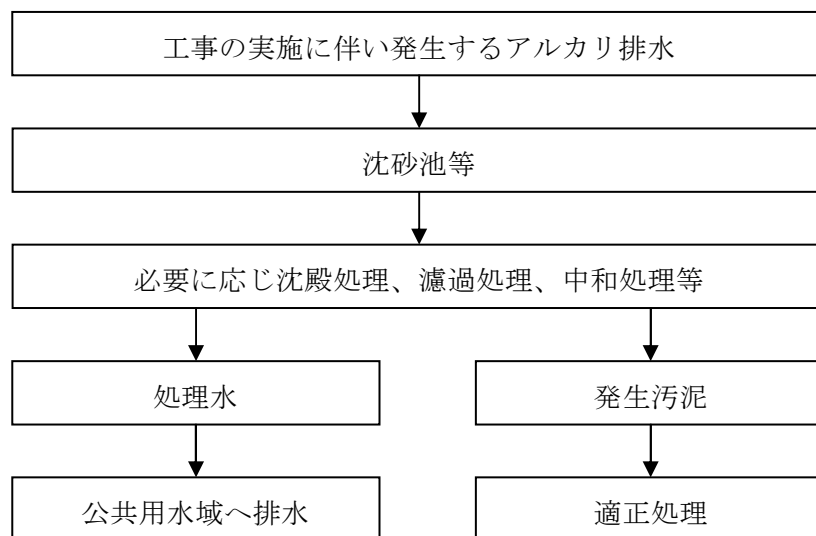 工事の実施に伴い発生するアルカリ排水
沈砂池等
必要に応じ沈殿処理、濾過処理、中和処理等
処理水
発生汚泥
公共用水域へ排水
適正処理